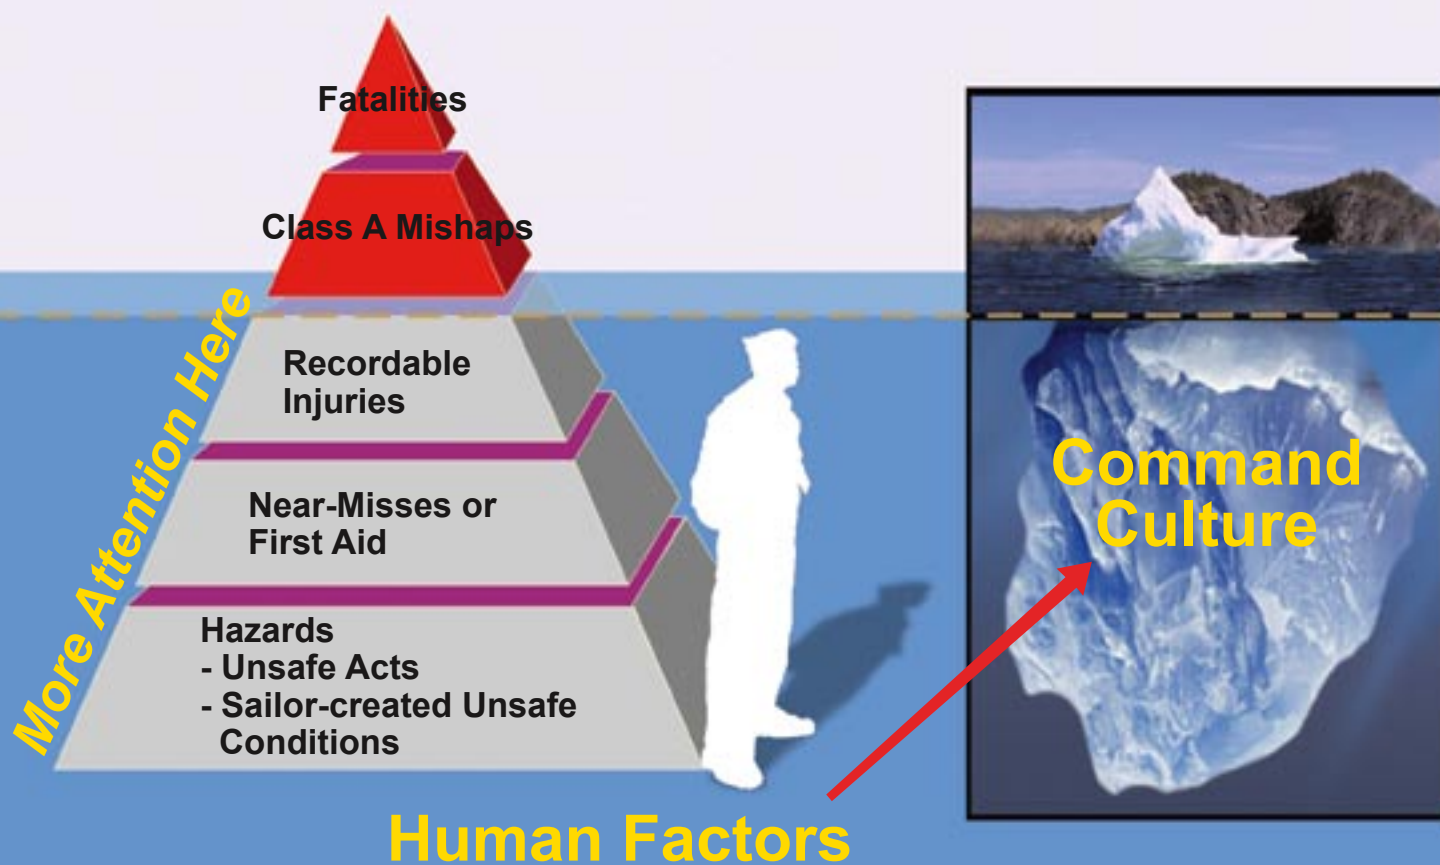 Fatalities
Class A Mishaps
More Attention Here
Recordable
Injuries
Near-Misses or
First Aid
Hazards
- Unsafe Acts
- Sailor-created Unsafe
Conditions
Command
Culture
Human Factors